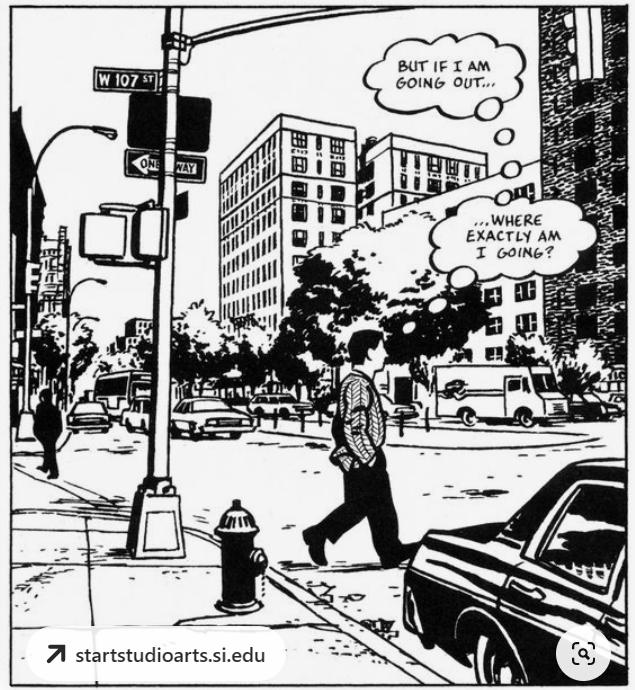 BUT IF I AM
GOING OUT...
W 107 ST
ONE WAY
...WHERE
EXACTLY AM
I GOING?
startstudioarts.si.edu